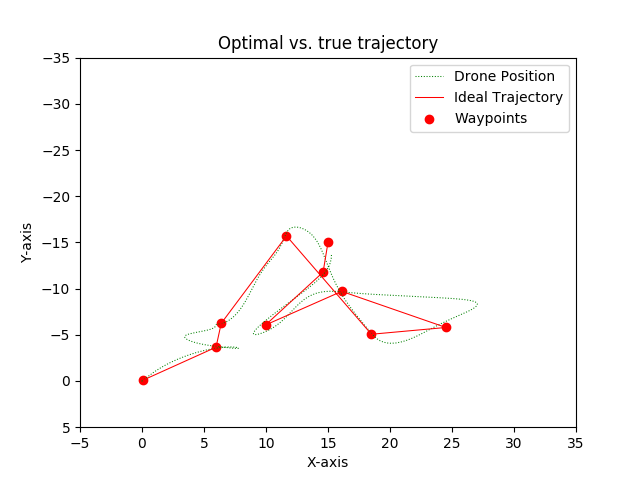 Optimal vs. true trajectory
Drone Position
Ideal Trajectory
Waypoints
Y-axis
−35
−30
−25
−20
−15
−10
−5
0
5
−5 0 5 10 15 20 25 30 35
X-axis